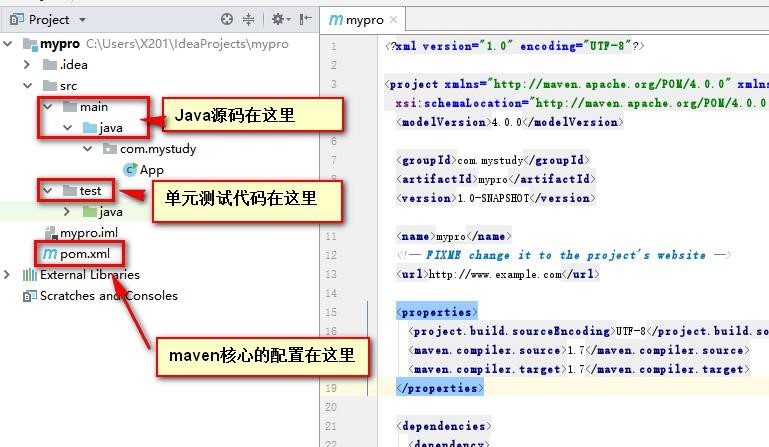 Project
mypro C:\Users\X201\IdeaProjects\mypro
.idea
src
main
java
com.mystudy
App
test
java
mypro.iml
pom.xml
External Libraries
Scratches and Consoles
Java源码在这里
单元测试代码在这里
maven核心的配置在这里
mypro
1 <?xml version="1.0" encoding="UTF-8"?>
2
3 <project xmlns="http://maven.apache.org/POM/4.0.0" xmlns
4 xsi:schemaLocation="http://maven.apache.org/POM/4.0.0
5 <modelVersion>4.0.0</modelVersion>
6
7 <groupId>com.mystudy</groupId>
8 <artifactId>mypro</artifactId>
9 <version>1.0-SNAPSHOT</version>
10
11 <name>mypro</name>
12 <!-- FIXME change it to the project's website -->
13 <url>http://www.example.com</url>
14
15 <properties>
16 <project.build.sourceEncoding>UTF-8</project.build.so
17 <maven.compiler.source>1.7</maven.compiler.source>
18 <maven.compiler.target>1.7</maven.compiler.target>
19 </properties>
20
21 <dependencies>
22 <dependency>